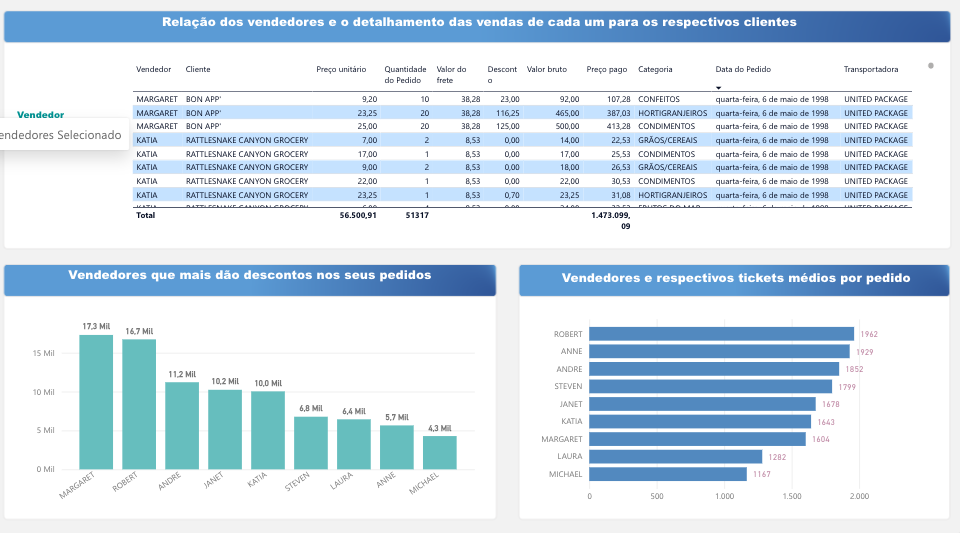 Relação dos vendedores e o detalhamento das vendas de cada um para os respectivos clientes
Vendedor
endedores Selecionado
Vendedor Cliente Preço unitário Quantidade do Pedido Valor do frete Descont o Valor bruto Preço pago Categoria Data do Pedido Transportadora
MARGARET BON APP' 9,20 10 38,28 23,00 92,00 107,28 CONFEITOS quarta-feira, 6 de maio de 1998 UNITED PACKAGE
MARGARET BON APP' 23,25 20 38,28 116,25 465,00 387,03 HORTIGRANJEIROS quarta-feira, 6 de maio de 1998 UNITED PACKAGE
MARGARET BON APP' 25,00 20 38,28 125,00 500,00 413,28 CONDIMENTOS quarta-feira, 6 de maio de 1998 UNITED PACKAGE
KATIA RATTLESNAKE CANYON GROCERY 7,00 2 8,53 0,00 14,00 22,53 GRÃOS/CEREAIS quarta-feira, 6 de maio de 1998 UNITED PACKAGE
KATIA RATTLESNAKE CANYON GROCERY 17,00 1 8,53 0,00 17,00 25,53 CONDIMENTOS quarta-feira, 6 de maio de 1998 UNITED PACKAGE
KATIA RATTLESNAKE CANYON GROCERY 9,00 2 8,53 0,00 18,00 26,53 GRÃOS/CEREAIS quarta-feira, 6 de maio de 1998 UNITED PACKAGE
KATIA RATTLESNAKE CANYON GROCERY 22,00 1 8,53 0,00 22,00 30,53 CONDIMENTOS quarta-feira, 6 de maio de 1998 UNITED PACKAGE
KATIA RATTLESNAKE CANYON GROCERY 23,25 1 8,53 0,70 23,25 31,08 HORTIGRANJEIROS quarta-feira, 6 de maio de 1998 UNITED PACKAGE
Total 56.500,91 51317 1.473.099,
09
Vendedores que mais dão descontos nos seus pedidos
17,3 Mil
16,7 Mil
11,2 Mil
10,2 Mil
10,0 Mil
6,8 Mil
6,4 Mil
5,7 Mil
4,3 Mil
15 Mil
10 Mil
5 Mil
0 Mil
MARGARET
ROBERT
ANDRE
JANET
KATIA
STEVEN
LAURA
ANNE
MICHAEL
Vendedores e respectivos tickets médios por pedido
ROBERT 1962
ANNE 1929
ANDRE 1852
STEVEN 1799
JANET 1678
KATIA 1643
MARGARET 1604
LAURA 1282
MICHAEL 1167
0 500 1.000 1.500 2.000